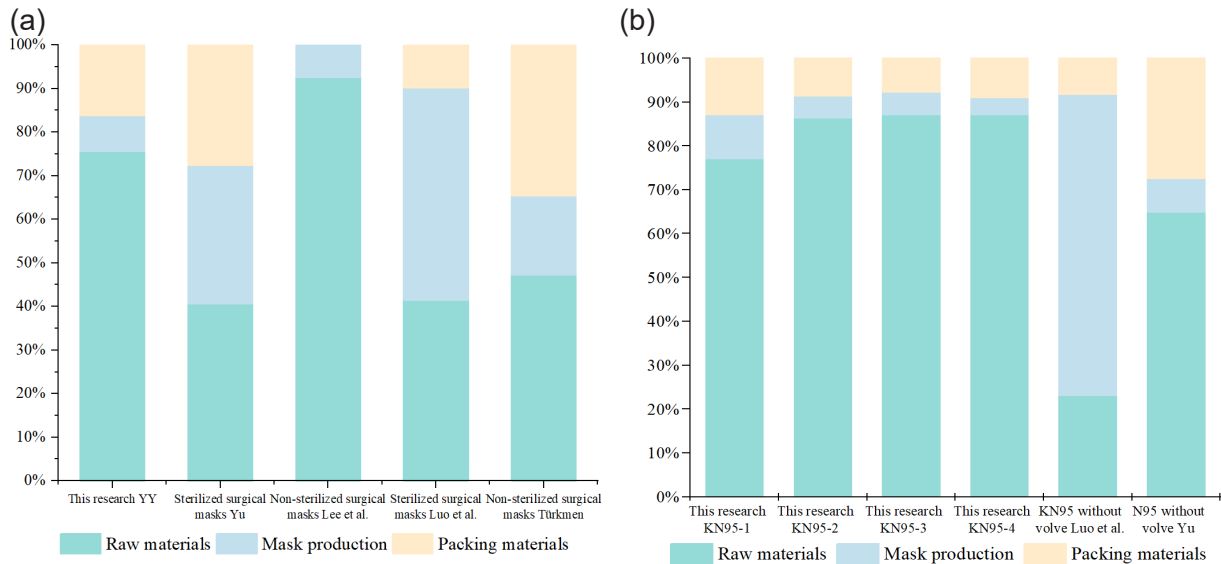 (a)
100%
90%
80%
70%
60%
50%
40%
30%
20%
10%
0%
This research YY
Sterilized surgical
masks Yu
Non-sterilized surgical
masks Lee et al.
Sterilized surgical
masks Luo et al.
Non-sterilized surgical
masks Türkmen
Raw materials
Mask production
Packing materials
(b)
100%
90%
80%
70%
60%
50%
40%
30%
20%
10%
0%
This research
KN95-1
This research
KN95-2
This research
KN95-3
This research
KN95-4
KN95 without
volve Luo et al.
N95 without
volve Yu
Raw materials
Mask production
Packing materials